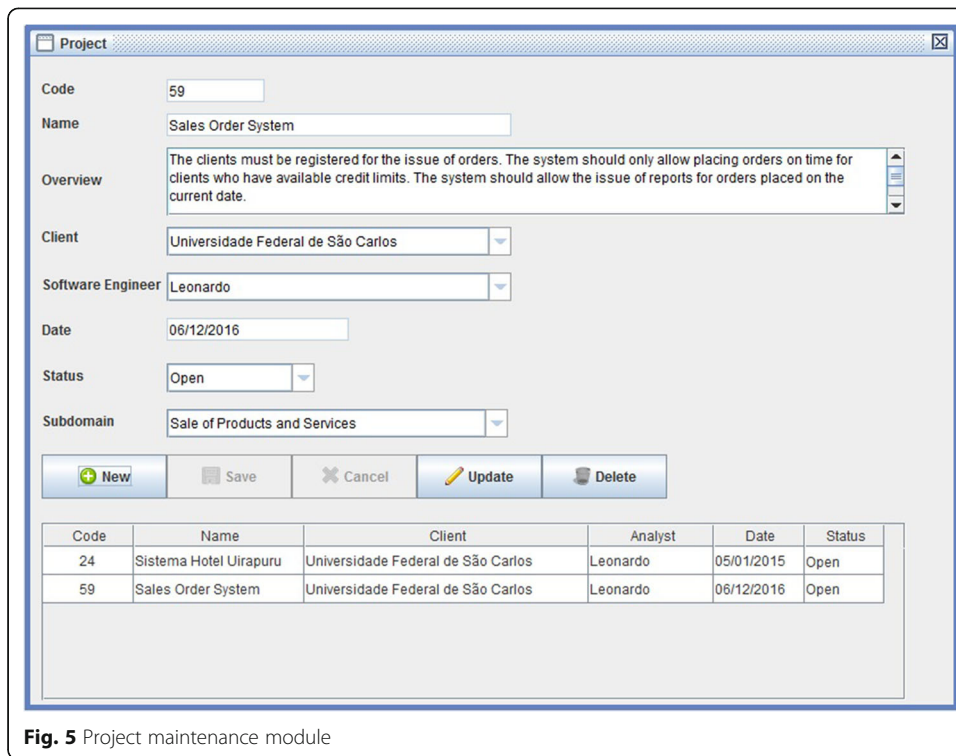 Project
Code
59
Name
Sales Order System
Overview
The clients must be registered for the issue of orders. The system should only allow placing orders on time for
clients who have available credit limits. The system should allow the issue of reports for orders placed on the
current date.
Client
Universidade Federal de São Carlos
Software Engineer
Leonardo
Date
06/12/2016
Status
Open
Subdomain
Sale of Products and Services
New Save Cancel Update Delete
Code Name Client Analyst Date Status
24 Sistema Hotel Uirapuru Universidade Federal de São Carlos Leonardo 05/01/2015 Open
59 Sales Order System Universidade Federal de São Carlos Leonardo 06/12/2016 Open
Fig. 5 Project maintenance module